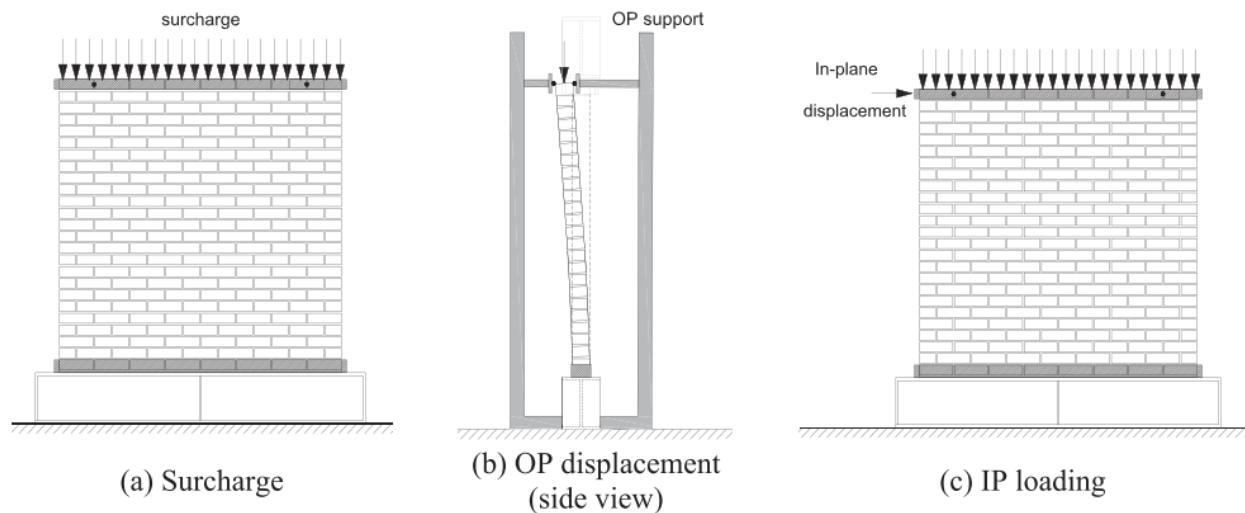 surcharge
OP support
In-plane
displacement
(a) Surcharge
(b) OP displacement
(side view)
(c) IP loading